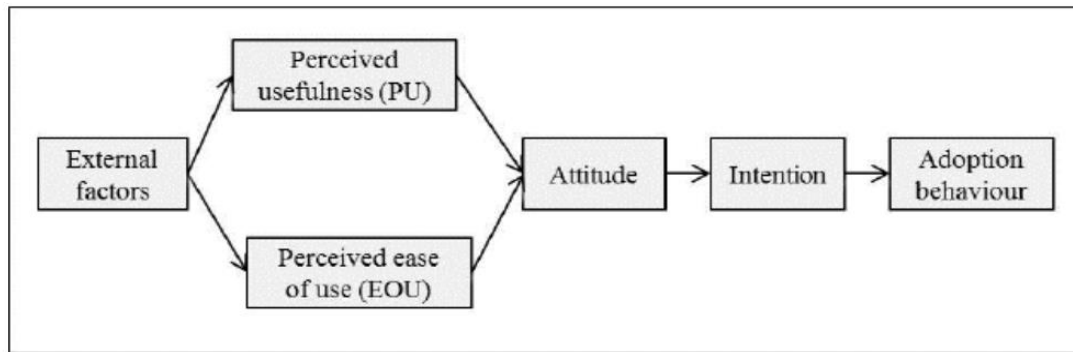 Perceived
usefulness (PU)
External
factors
Attitude
Intention
Adoption
behaviour
Perceived ease
of use (EOU)